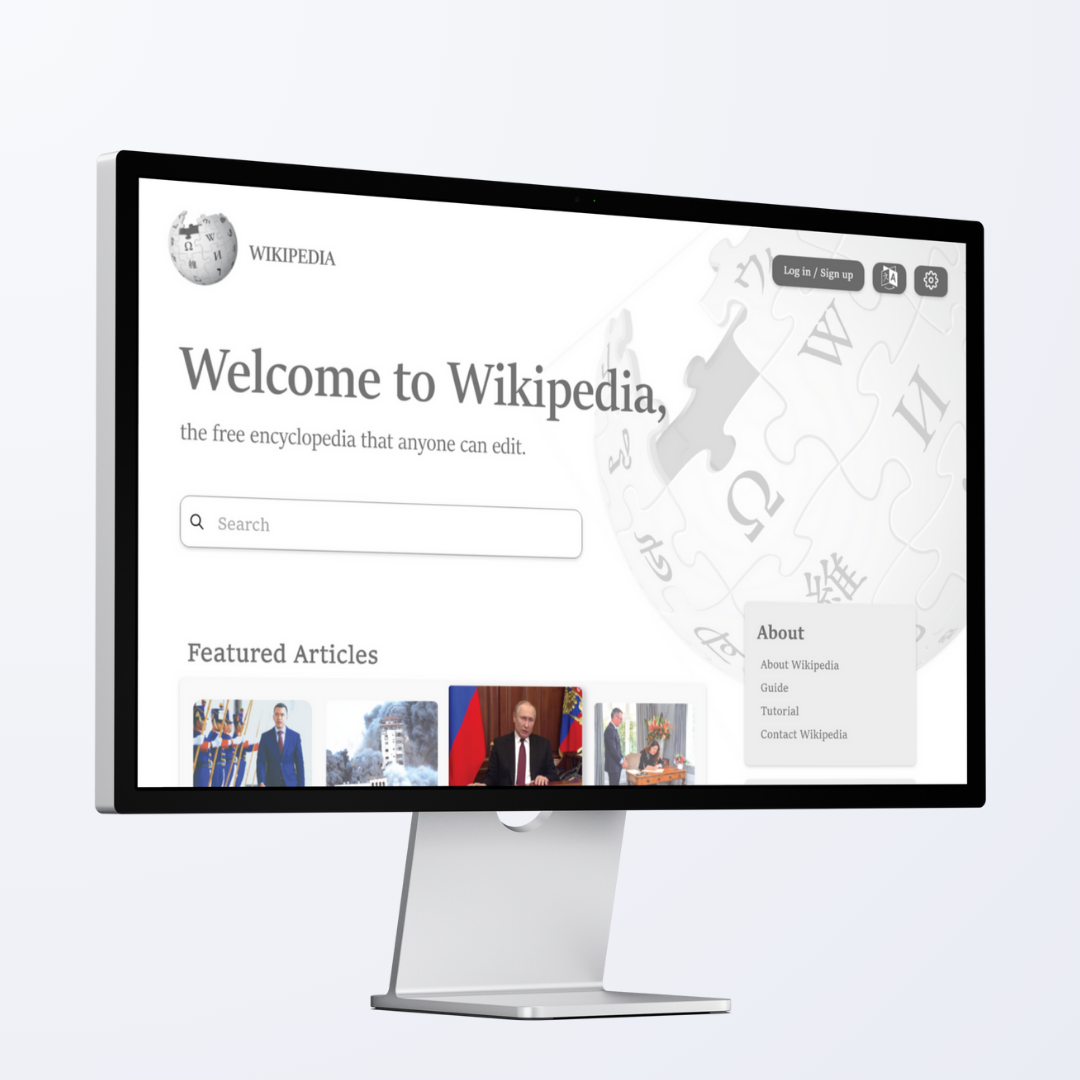 WIKIPEDIA
Log in / Sign up
Welcome to Wikipedia,
the free encyclopedia that anyone can edit.
Search
Featured Articles
About
About Wikipedia
Guide
Tutorial
Contact Wikipedia
W
И
Ω
維